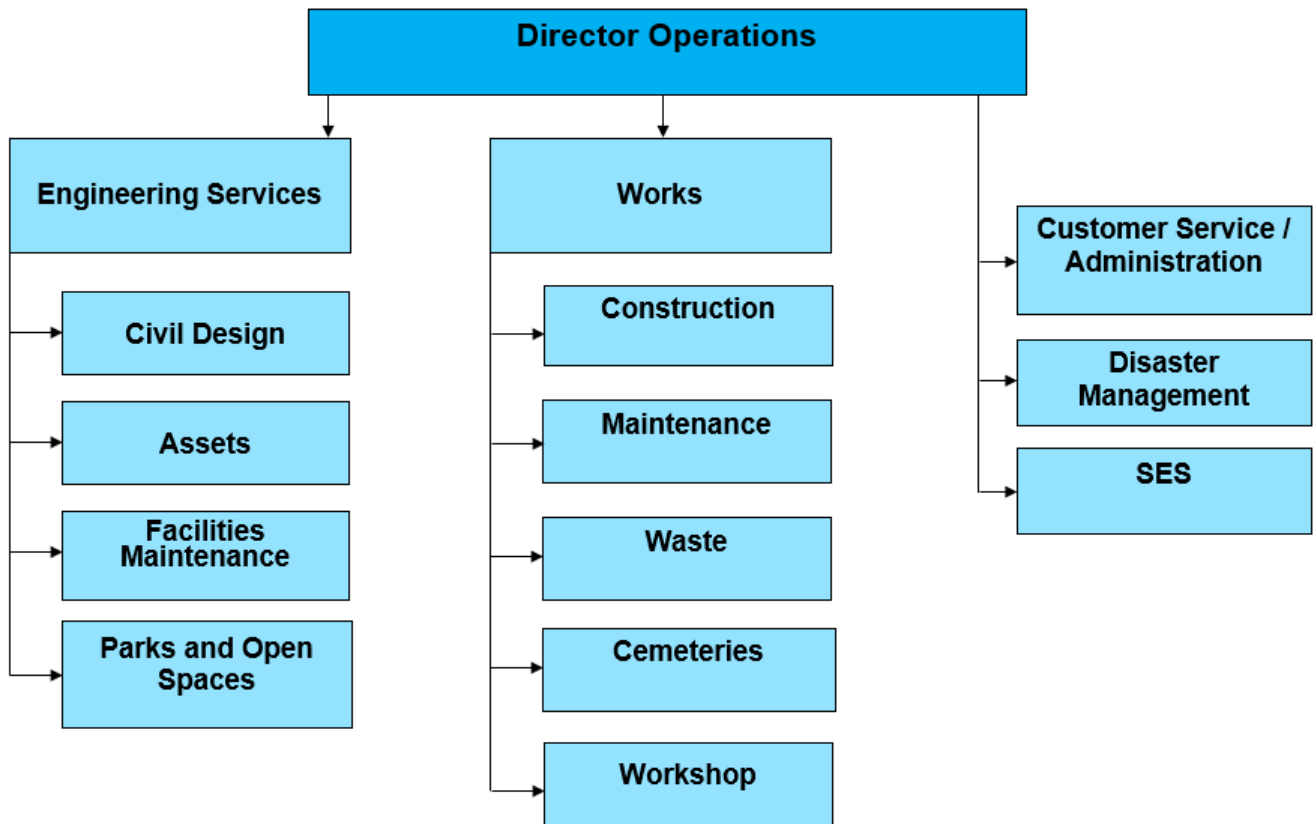 Director Operations
Engineering Services
Civil Design
Assets
Facilities
Maintenance
Parks and Open
Spaces
Works
Construction
Maintenance
Waste
Cemeteries
Workshop
Customer Service /
Administration
Disaster
Management
SES